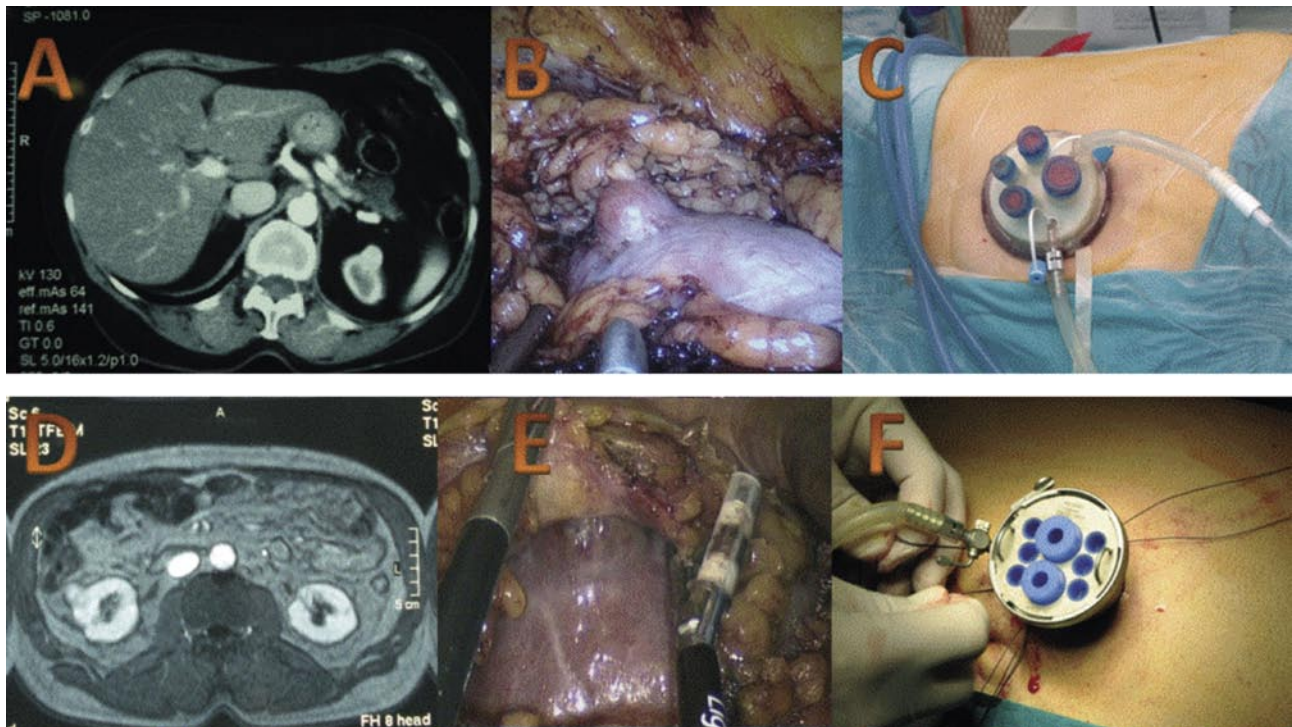 SP -1081.0
A
R
kV 130
eff.mAs 64
ref.mAs 141
TI 0.6
GT 0.0
SL 5.0/16x1.2/p1.0
B
C
D
A
T1
L
5 cm
FH 8 head
E
Lig
F